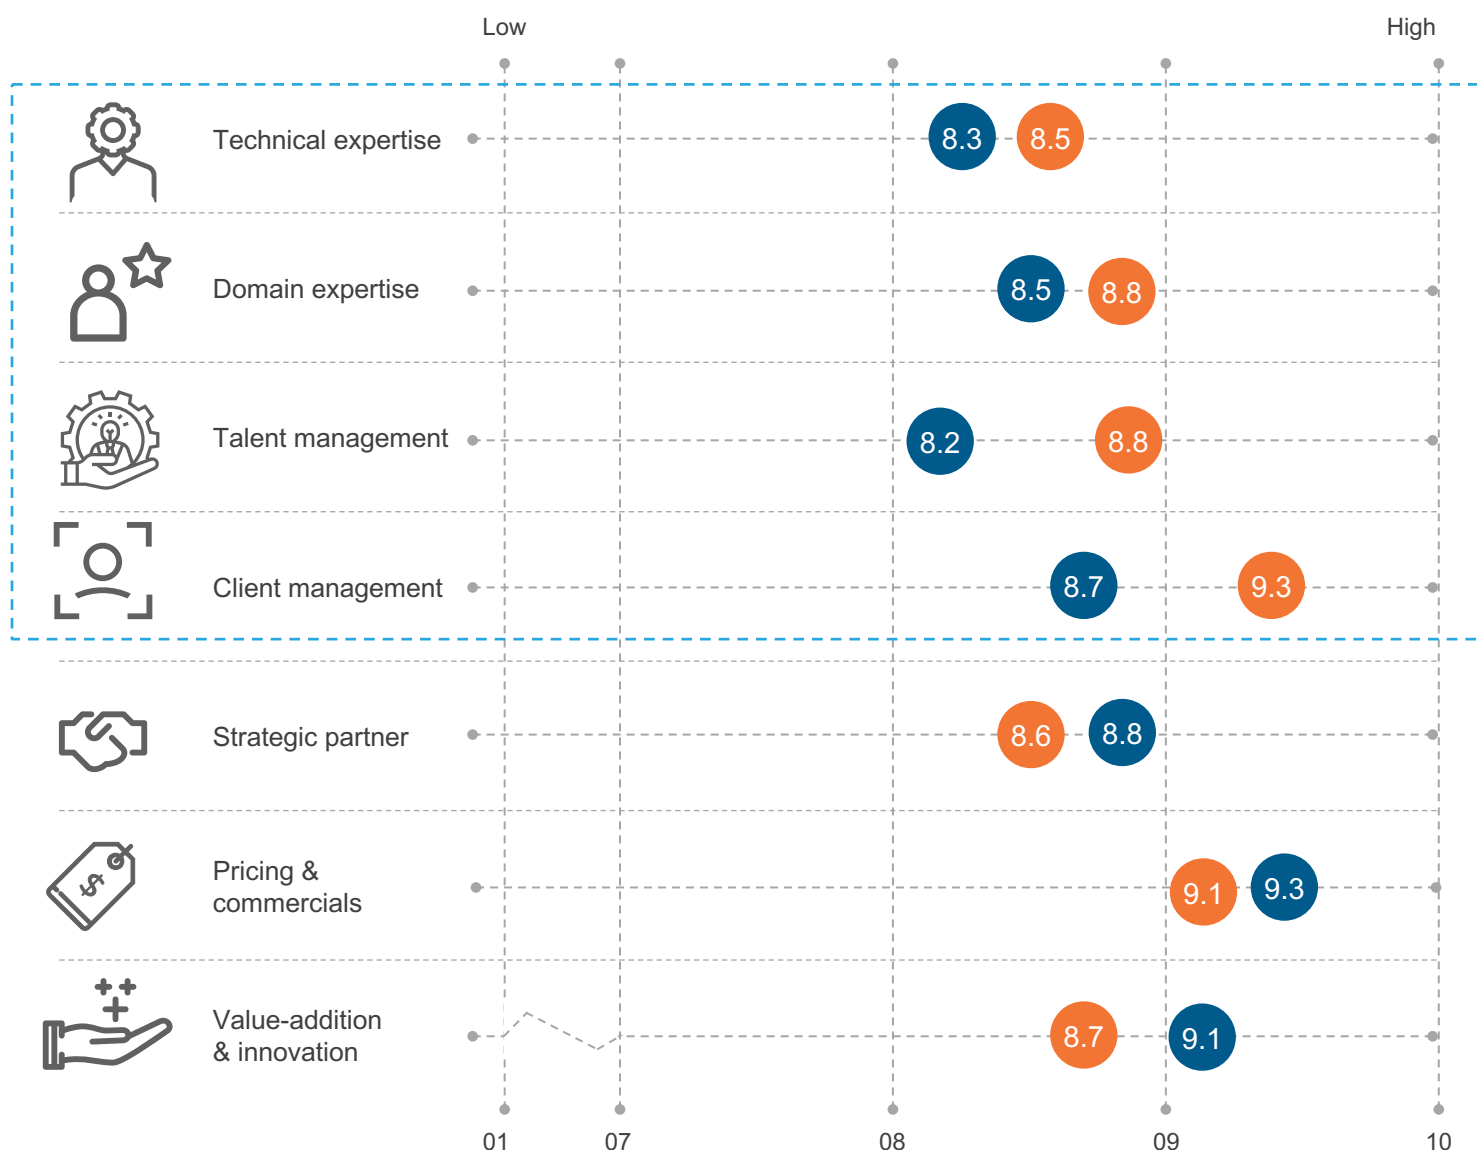 Low High
Technical expertise 8.3 8.5
Domain expertise 8.5 8.8
Talent management 8.2 8.8
Client management 8.7 9.3
Strategic partner 8.6 8.8
Pricing &
commercials 9.1 9.3
Value-addition
& innovation 8.7 9.1
01 07 08 09 10